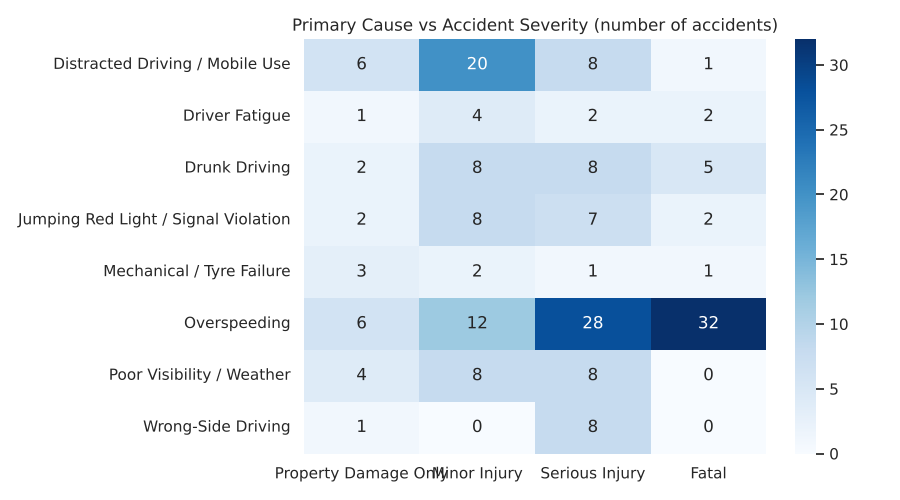 Primary Cause vs Accident Severity (number of accidents)
Distracted Driving / Mobile Use 6 20 8 1
Driver Fatigue 1 4 2 2
Drunk Driving 2 8 8 5
Jumping Red Light / Signal Violation 2 8 7 2
Mechanical / Tyre Failure 3 2 1 1
Overspeeding 6 12 28 32
Poor Visibility / Weather 4 8 8 0
Wrong-Side Driving 1 0 8 0
Property Damage Only Minor Injury Serious Injury Fatal
30
25
20
15
10
5
0